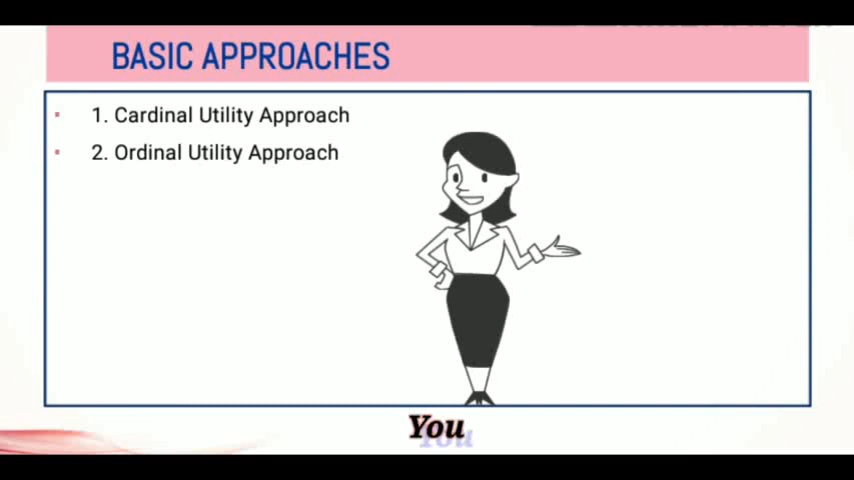 BASIC APPROACHES
1. Cardinal Utility Approach
2. Ordinal Utility Approach
You